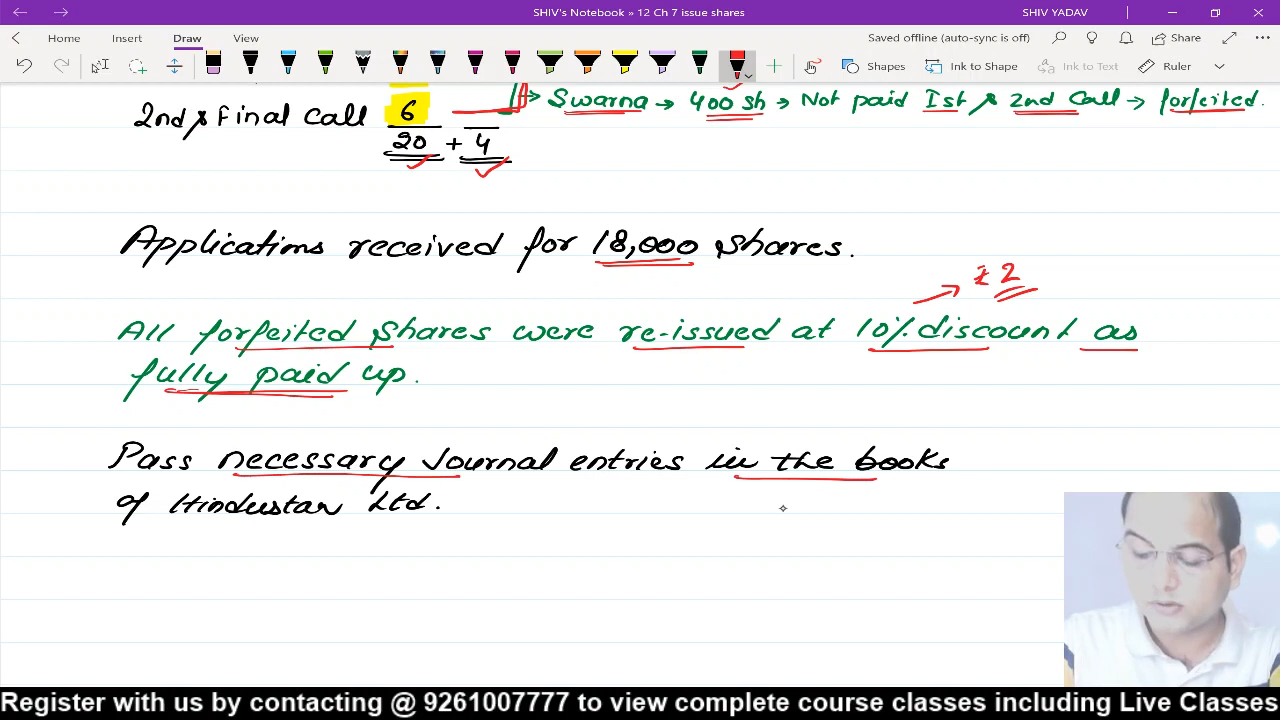 SHIV's Notebook » 12 Ch 7 issue shares
SHIV YADAV
Home Insert Draw View
Saved offline (auto-sync is off)
Share
Shapes
Ink to Shape
Ink to Text
Ruler
2nd & Final Call 6
Swarna → 400 sh → Not paid Ist & 2nd Call → forfeited.
20 + 4
Applications received for 18,000 shares.
₹ 2
All forfeited shares were re-issued at 10% discount as
fully paid up.
Pass necessary Journal entries in the books
of Hindustan Ltd.
Register with us by contacting @ 9261007777 to view complete course classes including Live Classes